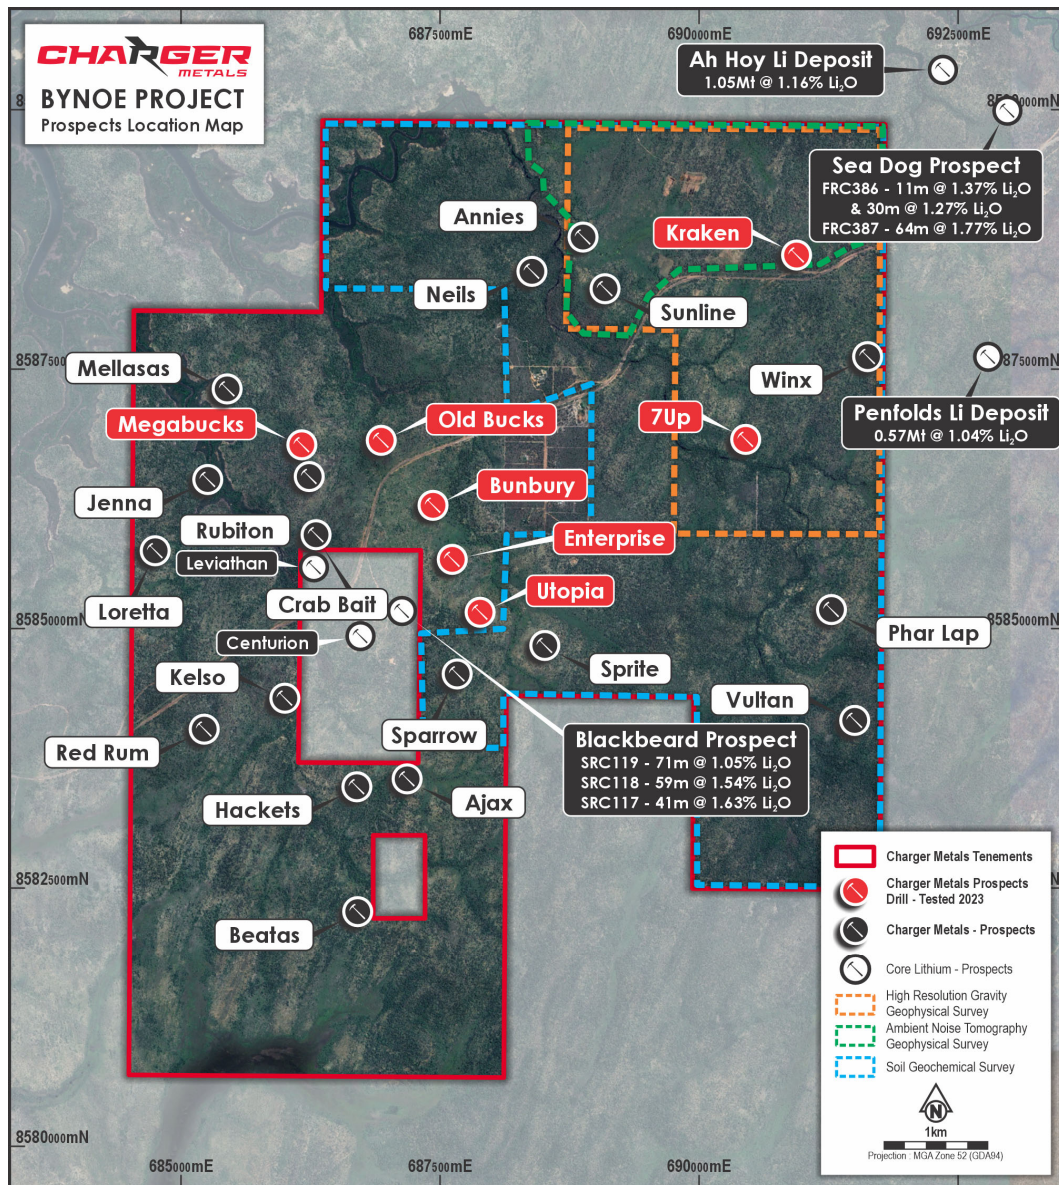 CHARGER
METALS
BYNOE PROJECT
Prospects Location Map
687500mE
690000mE
692500mE
Ah Hoy Li Deposit
1.05Mt @ 1.16% Li2O
Sea Dog Prospect
FRC386 - 11m @ 1.37% Li2O
& 30m @ 1.27% Li2O
FRC387 - 64m @ 1.77% Li2O
Annies
Kraken
Neils
Sunline
8587500mN
Mellasas
Winx
Megabucks
Old Bucks
7Up
Penfolds Li Deposit
0.57Mt @ 1.04% Li2O
Jenna
Bunbury
Rubiton
Enterprise
Leviathan
Loretta
Crab Bait
Utopia
8585000mN
Centurion
Phar Lap
Kelso
Sprite
Vultan
Red Rum
Sparrow
Blackbeard Prospect
SRC119 - 71m @ 1.05% Li2O
SRC118 - 59m @ 1.54% Li2O
SRC117 - 41m @ 1.63% Li2O
Hackets
Ajax
8582500mN
Beatas
Charger Metals Tenements
Charger Metals Prospects
Drill - Tested 2023
Charger Metals - Prospects
Core Lithium - Prospects
High Resolution Gravity
Geophysical Survey
Ambient Noise Tomography
Geophysical Survey
Soil Geochemical Survey
N
1km
Projection : MGA Zone 52 (GDA94)
8580000mN
685000mE
687500mE
690000mE